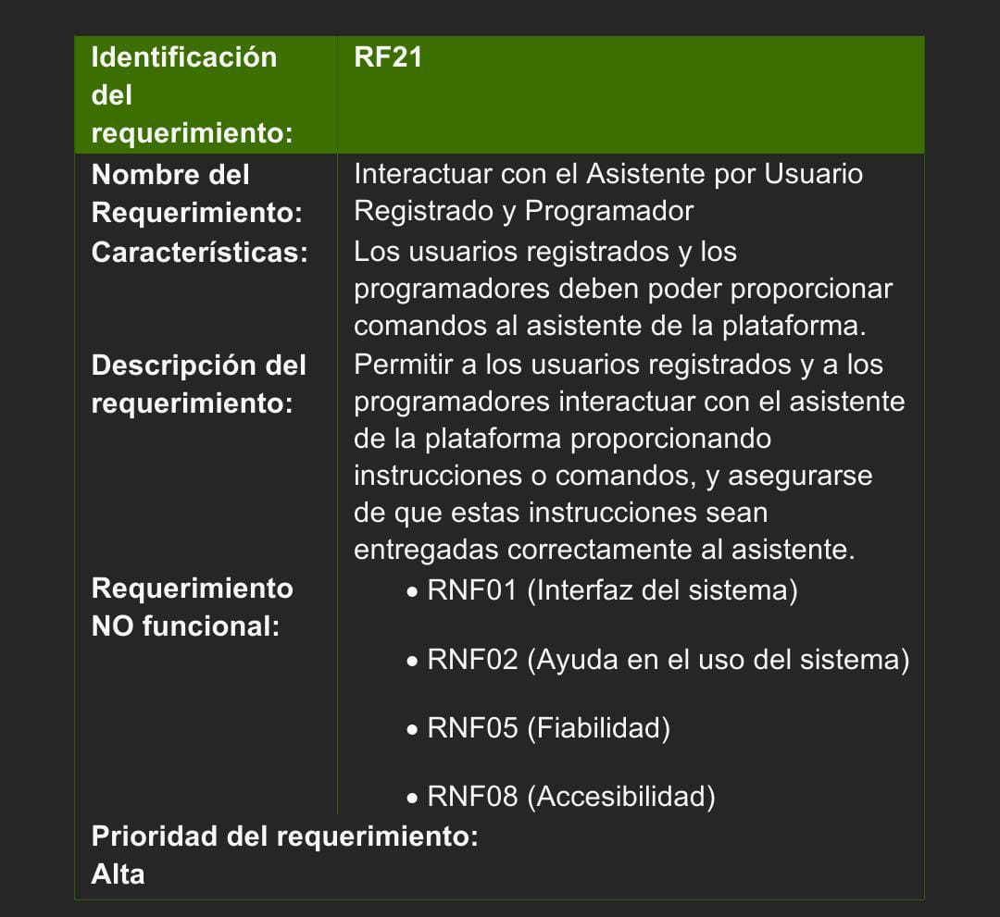 Identificación
del
requerimiento:
RF21
Nombre del
Requerimiento:
Interactuar con el Asistente por Usuario
Registrado y Programador
Características:
Los usuarios registrados y los
programadores deben poder proporcionar
comandos al asistente de la plataforma.
Descripción del
requerimiento:
Permitir a los usuarios registrados y a los
programadores interactuar con el asistente
de la plataforma proporcionando
instrucciones o comandos, y asegurarse
de que estas instrucciones sean
entregadas correctamente al asistente.
Requerimiento
NO funcional:
• RNF01 (Interfaz del sistema)
• RNF02 (Ayuda en el uso del sistema)
• RNF05 (Fiabilidad)
• RNF08 (Accesibilidad)
Prioridad del requerimiento:
Alta